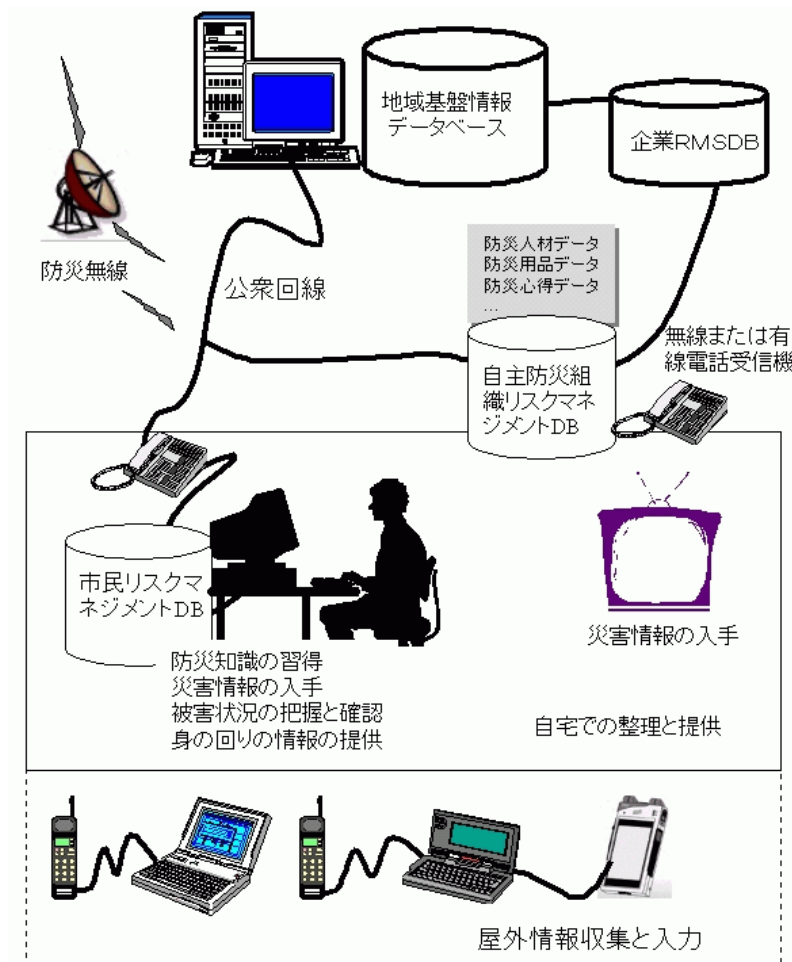 地域基盤情報
データベース
企業RMSDB
防災無線
公衆回線
防災人材データ
防災用品データ
防災心得データ
…
無線または有
線電話受信機
自主防災組
織リスクマネ
ジメントDB
市民リスクマ
ネジメントDB
災害情報の入手
防災知識の習得
災害情報の入手
被害状況の把握と確認
身の回りの情報の提供
自宅での整理と提供
屋外情報収集と入力